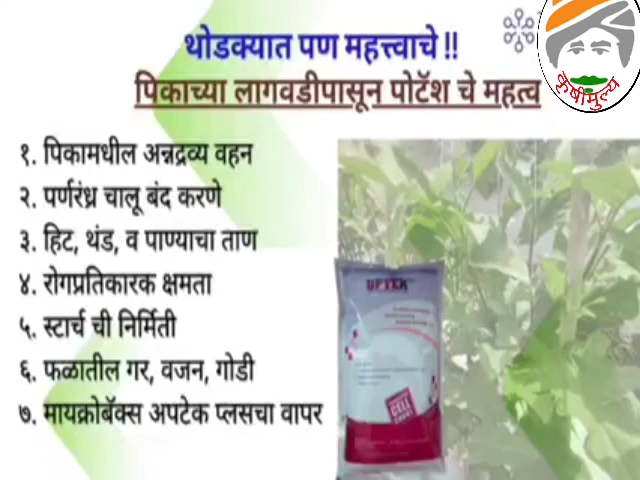 थोडक्यात पण महत्त्वाचे !!
पिकाच्या लागवडीपासून पोटॅश चे महत्व
१. पिकामधील अन्नद्रव्य वहन
२. पर्णरंध्र चालू बंद करणे
३. हिट, थंड, व पाण्याचा ताण
४. रोगप्रतिकारक क्षमता
५. स्टार्च ची निर्मिती
६. फळातील गर, वजन, गोडी
७. मायक्रोबॅक्स अपटेक प्लसचा वापर
कृषीमुल्य
UPTEK
CELL